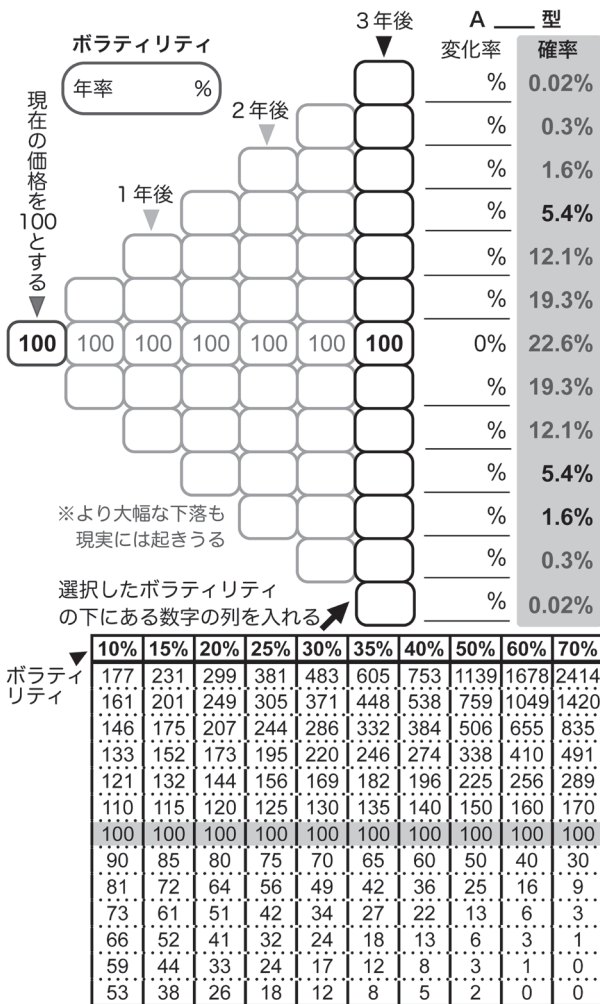 3年後
A ＿＿ 型
ボラティリティ
変化率
確率
年率 %
% 0.02%
2年後
% 0.3%
現在の価格を100とする
% 1.6%
1年後
% 5.4%
% 12.1%
% 19.3%
100 100 100 100 100 100 100 0% 22.6%
% 19.3%
% 12.1%
% 5.4%
※より大幅な下落も
現実には起きうる
% 1.6%
% 0.3%
選択したボラティリティ
の下にある数字の列を入れる
% 0.02%
ボラティ
リティ
10% 15% 20% 25% 30% 35% 40% 50% 60% 70%
177 231 299 381 483 605 753 1139 1678 2414
161 201 249 305 371 448 538 759 1049 1420
146 175 207 244 286 332 384 506 655 835
133 152 173 195 220 246 274 338 410 491
121 132 144 156 169 182 196 225 256 289
110 115 120 125 130 135 140 150 160 170
100 100 100 100 100 100 100 100 100 100
90 85 80 75 70 65 60 50 40 30
81 72 64 56 49 42 36 25 16 9
73 61 51 42 34 27 22 13 6 3
66 52 41 32 24 18 13 6 3 1
59 44 33 24 17 12 8 3 1 0
53 38 26 18 12 8 5 2 0 0